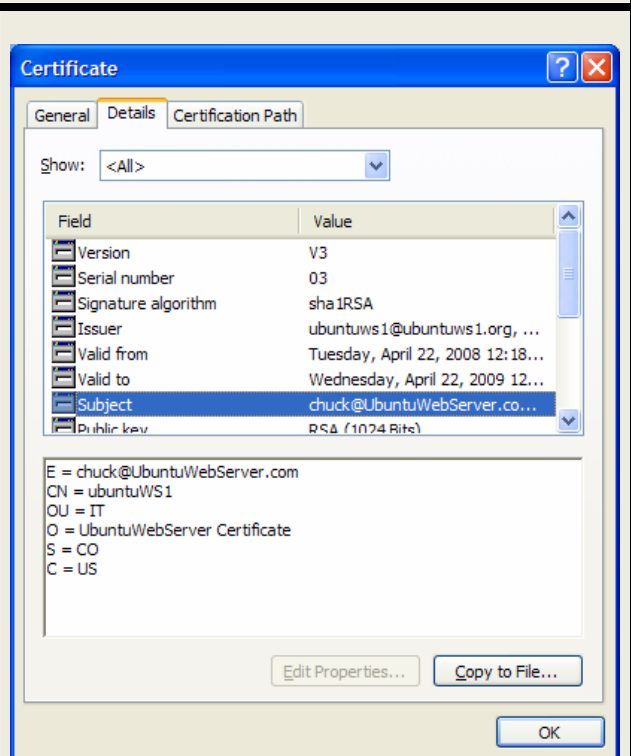 Certificate
General Details Certification Path
Show: <All>
Field Value
Version V3
Serial number 03
Signature algorithm sha1RSA
Issuer ubuntuws1@ubuntuws1.org, ...
Valid from Tuesday, April 22, 2008 12:18...
Valid to Wednesday, April 22, 2009 12...
Subject chuck@UbuntuWebServer.co...
Public key RSA (1024 Bits)
E = chuck@UbuntuWebServer.com
CN = ubuntuWS1
OU = IT
O = UbuntuWebServer Certificate
S = CO
C = US
Edit Properties... Copy to File...
OK